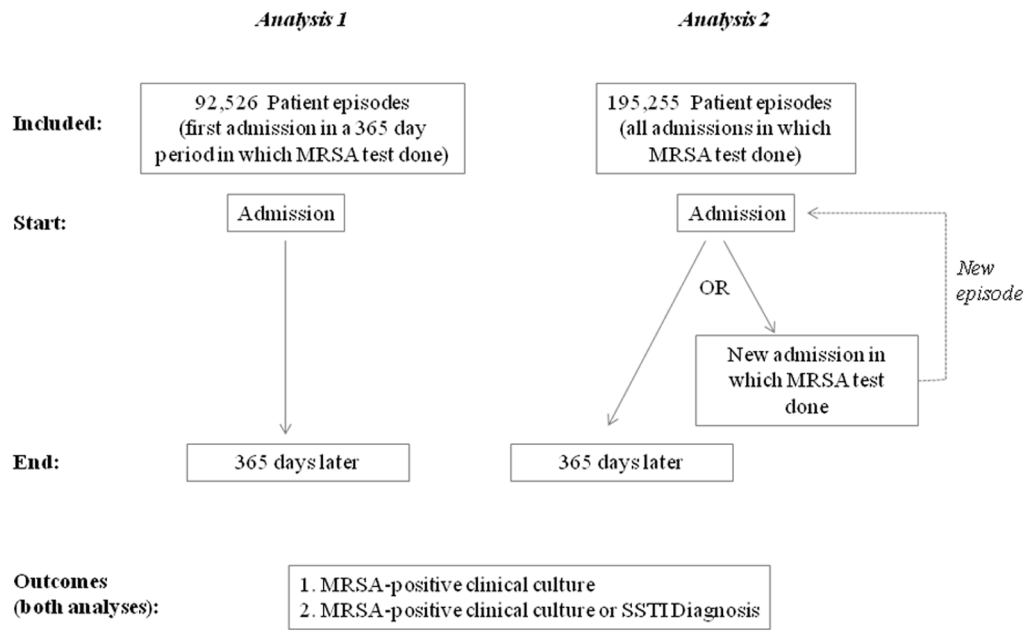 Analysis 1
Analysis 2
Included:
92,526 Patient episodes
(first admission in a 365 day
period in which MRSA test done)
195,255 Patient episodes
(all admissions in which
MRSA test done)
Start:
Admission
Admission
OR
New
episode
New admission in
which MRSA test
done
End:
365 days later
365 days later
Outcomes
(both analyses):
1. MRSA-positive clinical culture
2. MRSA-positive clinical culture or SSTI Diagnosis